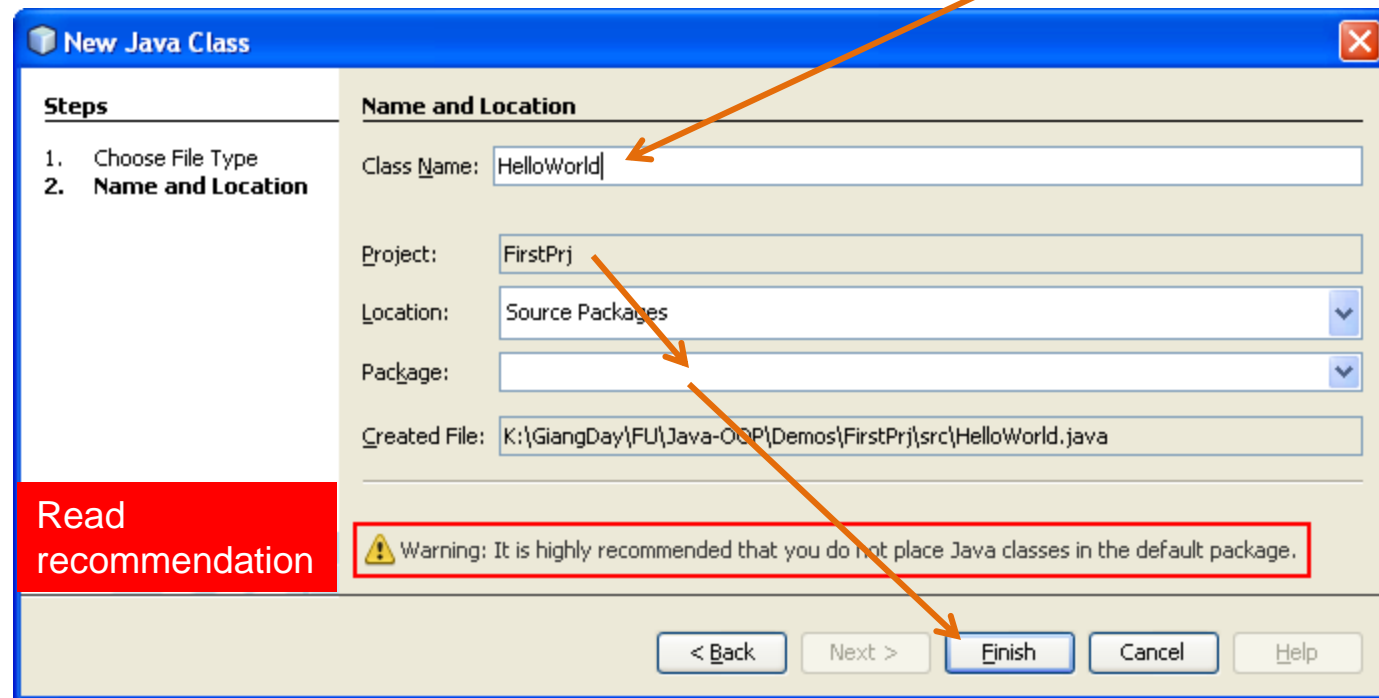 New Java Class
Steps
1. Choose File Type
2. Name and Location
Name and Location
Class Name: HelloWorld
Project: FirstPrj
Location: Source Packages
Package:
Created File: K:\GiangDay\FU\Java-OOP\Demos\FirstPrj\src\HelloWorld.java
Read
recommendation
Warning: It is highly recommended that you do not place Java classes in the default package.
< Back Next > Finish Cancel Help